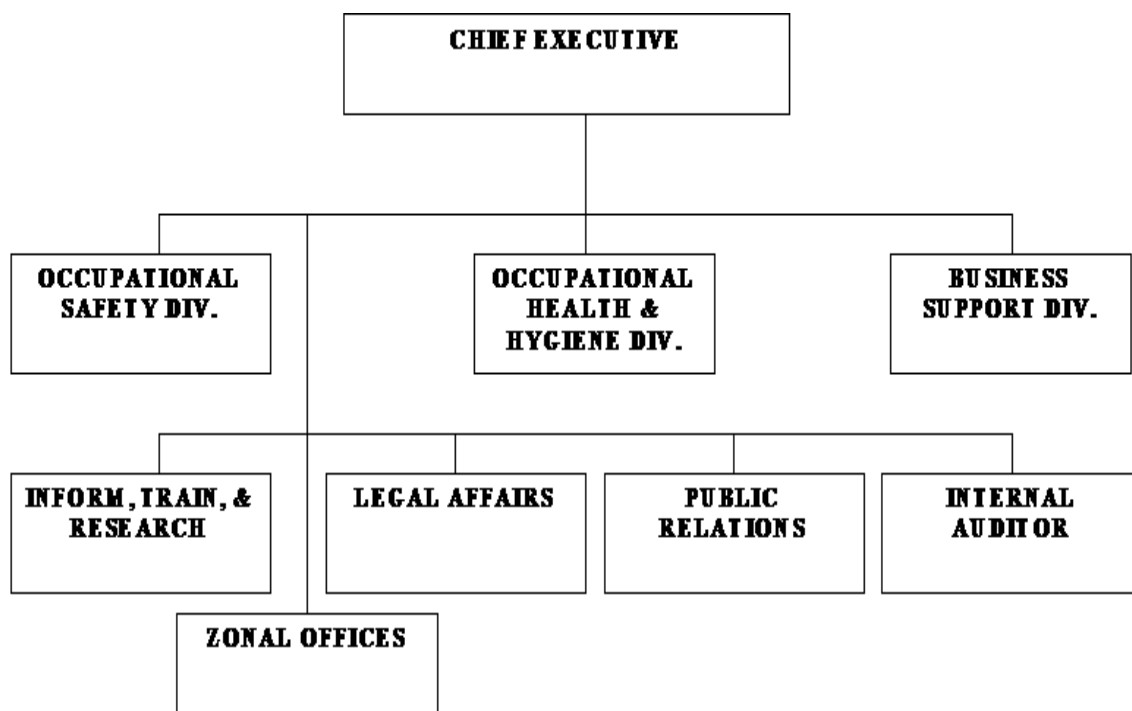 CHIEF EXECUTIVE
OCCUPATIONAL
SAFETY DIV.
OCCUPATIONAL
HEALTH &
HYGIENE DIV.
BUSINESS
SUPPORT DIV.
INFORM, TRAIN, &
RESEARCH
LEGAL AFFAIRS
PUBLIC
RELATIONS
INTERNAL
AUDITOR
ZONAL OFFICES